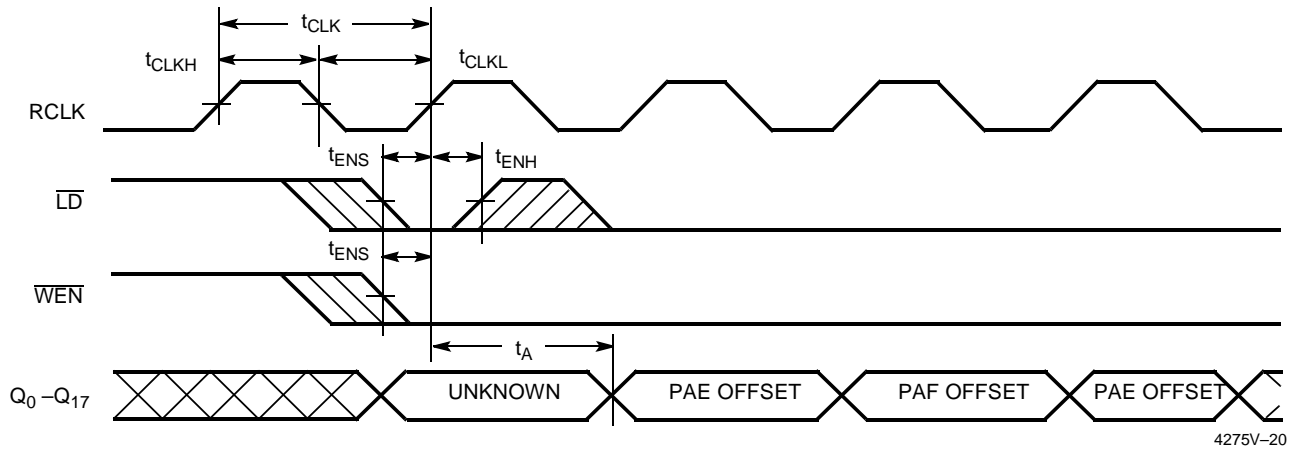 tCLK
tCLKH
tCLKL
RCLK
tENS
tENH
LD
tENS
WEN
tA
Q0 –Q17
UNKNOWN
PAE OFFSET
PAF OFFSET
PAE OFFSET
4275V–20